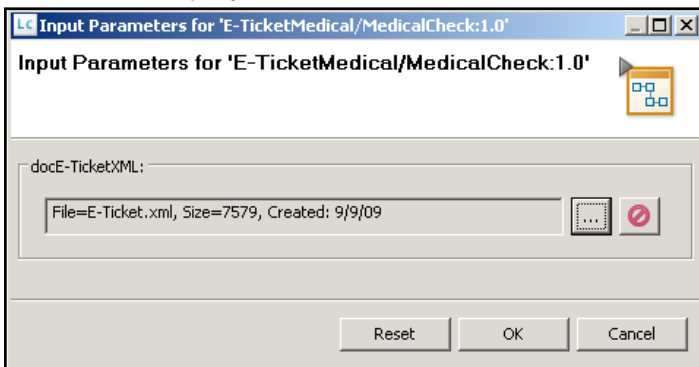 LC Input Parameters for 'E-TicketMedical/MedicalCheck:1.0'
Input Parameters for 'E-TicketMedical/MedicalCheck:1.0'
docE-TicketXML:
File=E-Ticket.xml, Size=7579, Created: 9/9/09
...
Reset OK Cancel